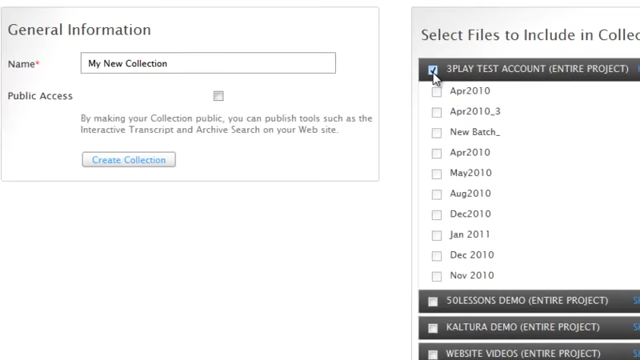 General Information
Name*
My New Collection
Public Access
By making your Collection public, you can publish tools such as the
Interactive Transcript and Archive Search on your Web site.
Create Collection
Select Files to Include in
3PLAY TEST ACCOUNT (ENTIRE PROJECT)
Apr2010
Apr2010_3
New Batch_
Apr2010
May2010
Aug2010
Dec2010
Jan 2011
Dec 2010
Nov 2010
50LESSONS DEMO (ENTIRE PROJECT)
KALTURA DEMO (ENTIRE PROJECT)
WEBSITE VIDEOS (ENTIRE PROJECT)